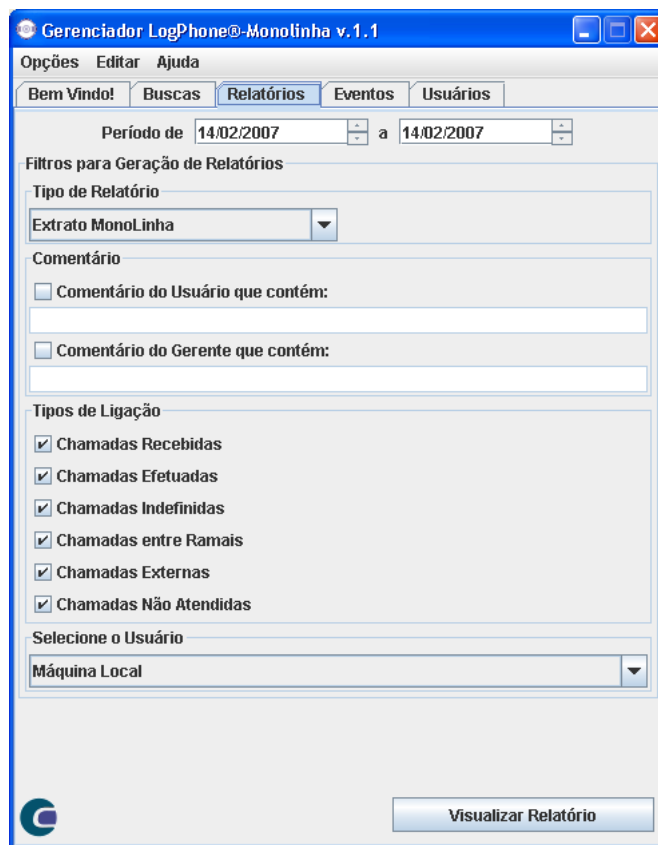 Gerenciador LogPhone®-Monolinha v.1.1
Opções Editar Ajuda
Bem Vindo! Buscas Relatórios Eventos Usuários
Período de 14/02/2007 a 14/02/2007
Filtros para Geração de Relatórios
Tipo de Relatório
Extrato MonoLinha
Comentário
Comentário do Usuário que contém:
Comentário do Gerente que contém:
Tipos de Ligação
Chamadas Recebidas
Chamadas Efetuadas
Chamadas Indefinidas
Chamadas entre Ramais
Chamadas Externas
Chamadas Não Atendidas
Selecione o Usuário
Máquina Local
Visualizar Relatório